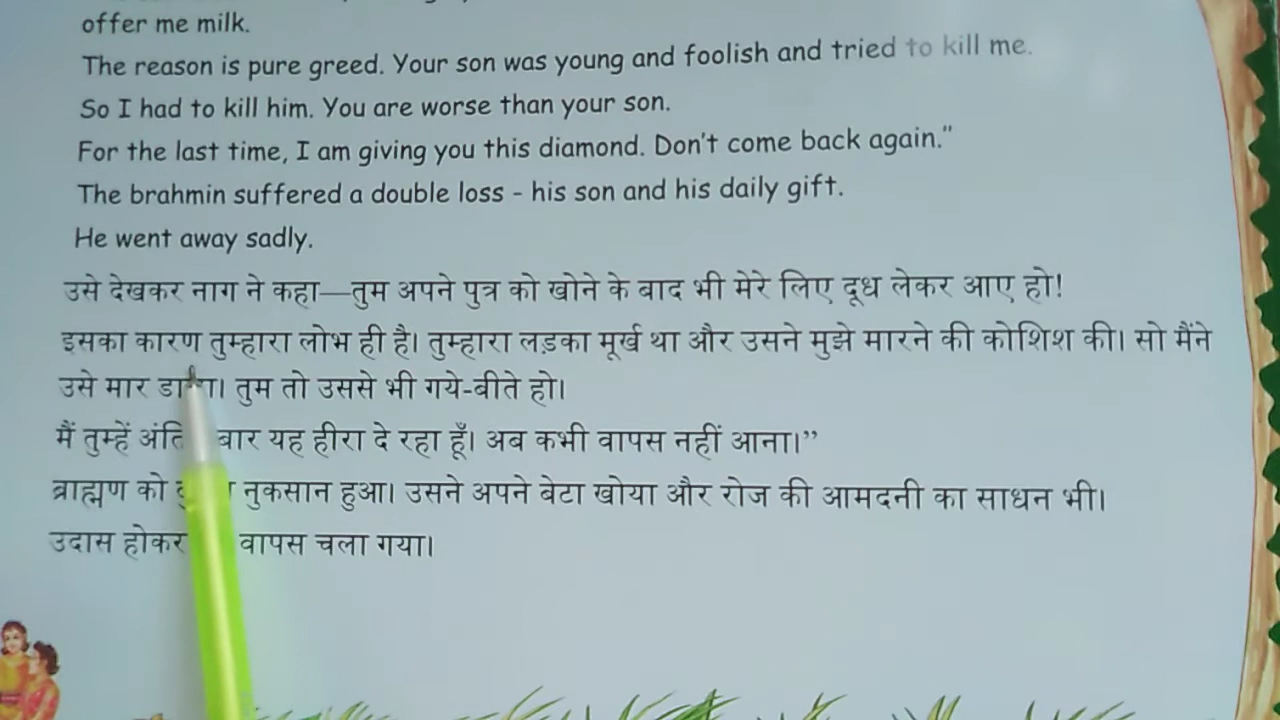 offer me milk.
The reason is pure greed. Your son was young and foolish and tried to kill me.
So I had to kill him. You are worse than your son.
For the last time, I am giving you this diamond. Don't come back again."
The brahmin suffered a double loss - his son and his daily gift.
He went away sadly.
उसे देखकर नाग ने कहा—तुम अपने पुत्र को खोने के बाद भी मेरे लिए दूध लेकर आए हो!
इसका कारण तुम्हारा लोभ ही है। तुम्हारा लड़का मूर्ख था और उसने मुझे मारने की कोशिश की। सो मैंने
उसे मार तुम तो उससे भी गये-बीते हो।
मैं तुम्हें बार यह हीरा दे रहा हूँ। अब कभी वापस नहीं आना।”
ब्राह्मण को नुकसान हुआ। उसने अपने बेटा खोया और रोज की आमदनी का साधन भी।
उदास होकर वापस चला गया।